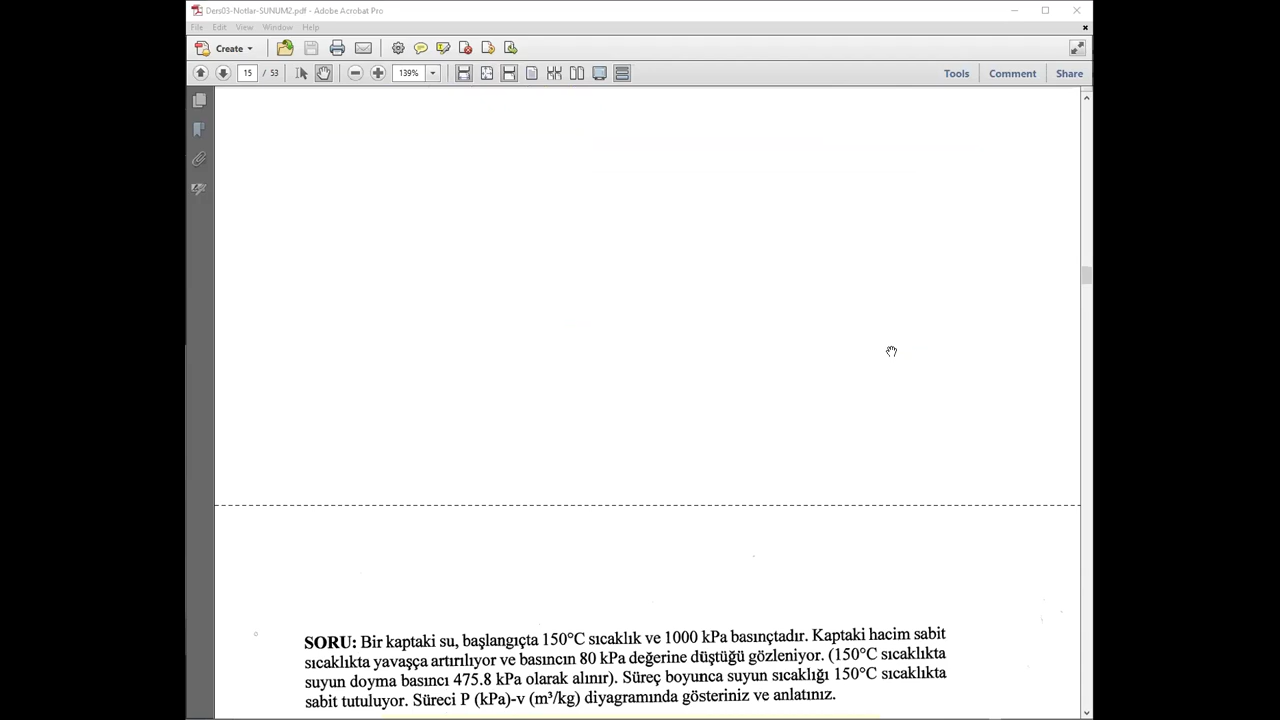 Ders03-Notlar-SUNUM2.pdf - Adobe Acrobat Pro
File Edit View Window Help
Create
15 / 53 139% Tools Comment Share
SORU: Bir kaptaki su, başlangıçta 150°C sıcaklık ve 1000 kPa basınçtadır. Kaptaki hacim sabit
sıcaklıkta yavaşça artırılıyor ve basıncın 80 kPa değerine düştüğü gözleniyor. (150°C sıcaklıkta
suyun doyma basıncı 475.8 kPa olarak alınır). Süreç boyunca suyun sıcaklığı 150°C sıcaklıkta
sabit tutuluyor. Süreci P (kPa)-v (m³/kg) diyagramında gösteriniz ve anlatınız.